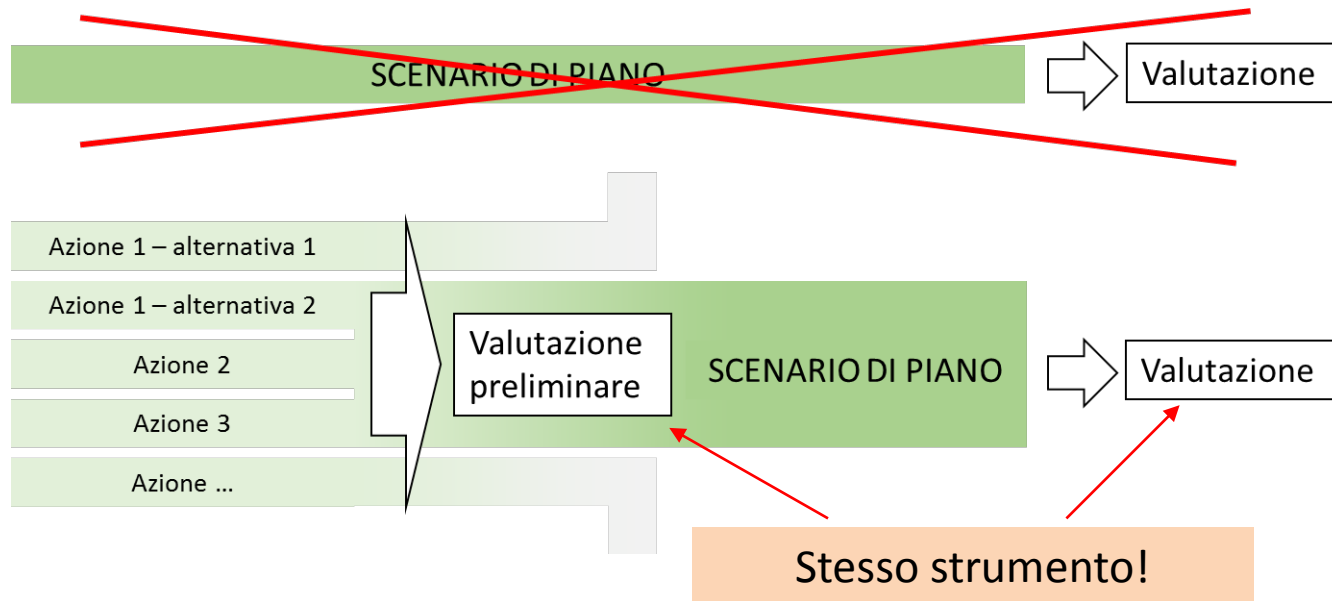 SCENARIO DI PIANO
Valutazione
Azione 1 – alternativa 1
Azione 1 – alternativa 2
Azione 2
Azione 3
Azione ...
Valutazione
preliminare
SCENARIO DI PIANO
Valutazione
Stesso strumento!